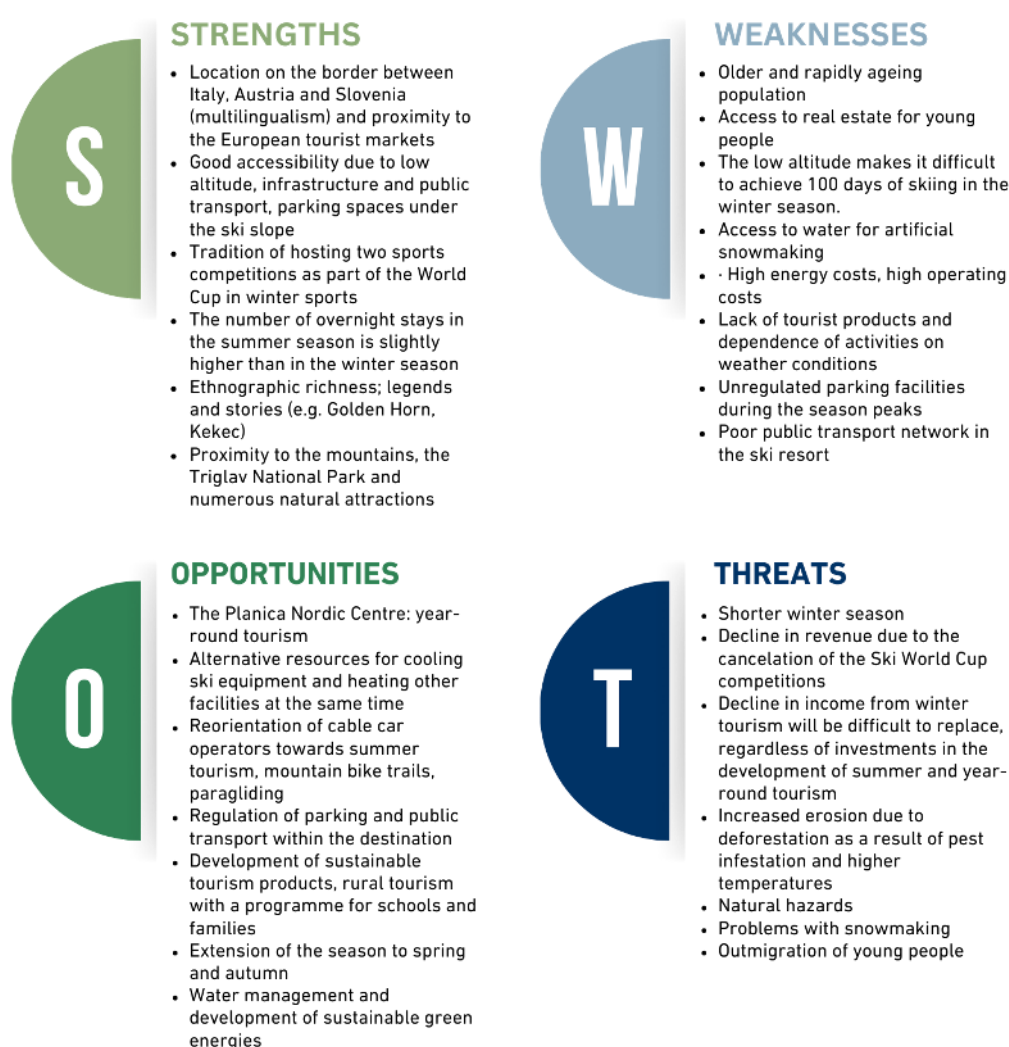 STRENGTHS
S
• Location on the border between
Italy, Austria and Slovenia
(multilingualism) and proximity to
the European tourist markets
• Good accessibility due to low
altitude, infrastructure and public
transport, parking spaces under
the ski slope
• Tradition of hosting two sports
competitions as part of the World
Cup in winter sports
• The number of overnight stays in
the summer season is slightly
higher than in the winter season
• Ethnographic richness; legends
and stories (e.g. Golden Horn,
Kekec)
• Proximity to the mountains, the
Triglav National Park and
numerous natural attractions
WEAKNESSES
W
• Older and rapidly ageing
population
• Access to real estate for young
people
• The low altitude makes it difficult
to achieve 100 days of skiing in the
winter season.
• Access to water for artificial
snowmaking
• · High energy costs, high operating
costs
• Lack of tourist products and
dependence of activities on
weather conditions
• Unregulated parking facilities
during the season peaks
• Poor public transport network in
the ski resort
OPPORTUNITIES
O
• The Planica Nordic Centre: year-
round tourism
• Alternative resources for cooling
ski equipment and heating other
facilities at the same time
• Reorientation of cable car
operators towards summer
tourism, mountain bike trails,
paragliding
• Regulation of parking and public
transport within the destination
• Development of sustainable
tourism products, rural tourism
with a programme for schools and
families
• Extension of the season to spring
and autumn
• Water management and
development of sustainable green
energies
THREATS
T
• Shorter winter season
• Decline in revenue due to the
cancelation of the Ski World Cup
competitions
• Decline in income from winter
tourism will be difficult to replace,
regardless of investments in the
development of summer and year-
round tourism
• Increased erosion due to
deforestation as a result of pest
infestation and higher
temperatures
• Natural hazards
• Problems with snowmaking
• Outmigration of young people